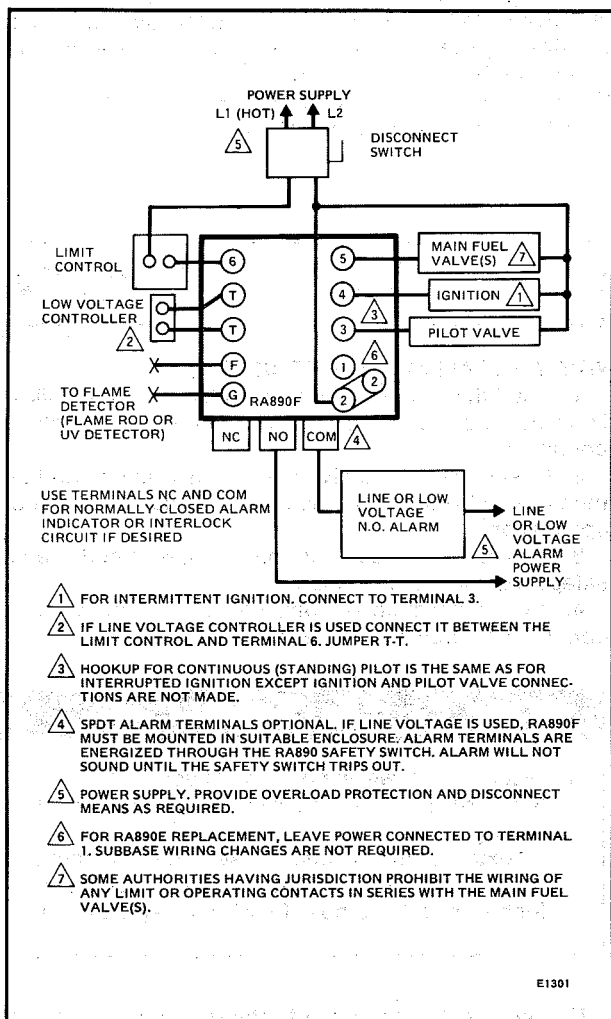 POWER SUPPLY
L1 (HOT) L2
5
DISCONNECT
SWITCH
LIMIT
CONTROL
6
5
MAIN FUEL
VALVE(S) 7
LOW VOLTAGE
CONTROLLER
2
T
4
IGNITION 1
3
T
3
PILOT VALVE
6
F
1
2
TO FLAME
DETECTOR
(FLAME ROD OR
UV DETECTOR)
G
RA890F
2
NC
NO
COM
4
USE TERMINALS NC AND COM
FOR NORMALLY CLOSED ALARM
INDICATOR OR INTERLOCK
CIRCUIT IF DESIRED
LINE OR LOW
VOLTAGE
N.O. ALARM
5
LINE
OR LOW
VOLTAGE
ALARM
POWER
SUPPLY
1 FOR INTERMITTENT IGNITION. CONNECT TO TERMINAL 3.
2 IF LINE VOLTAGE CONTROLLER IS USED CONNECT IT BETWEEN THE
LIMIT CONTROL AND TERMINAL 6. JUMPER T-T.
3 HOOKUP FOR CONTINUOUS (STANDING) PILOT IS THE SAME AS FOR
INTERRUPTED IGNITION EXCEPT IGNITION AND PILOT VALVE CONNEC-
TIONS ARE NOT MADE.
4 SPDT ALARM TERMINALS OPTIONAL. IF LINE VOLTAGE IS USED, RA890F
MUST BE MOUNTED IN SUITABLE ENCLOSURE. ALARM TERMINALS ARE
ENERGIZED THROUGH THE RA890 SAFETY SWITCH. ALARM WILL NOT
SOUND UNTIL THE SAFETY SWITCH TRIPS OUT.
5 POWER SUPPLY. PROVIDE OVERLOAD PROTECTION AND DISCONNECT
MEANS AS REQUIRED.
6 FOR RA890E REPLACEMENT, LEAVE POWER CONNECTED TO TERMINAL
1. SUBBASE WIRING CHANGES ARE NOT REQUIRED.
7 SOME AUTHORITIES HAVING JURISDICTION PROHIBIT THE WIRING OF
ANY LIMIT OR OPERATING CONTACTS IN SERIES WITH THE MAIN FUEL
VALVE(S).
E1301